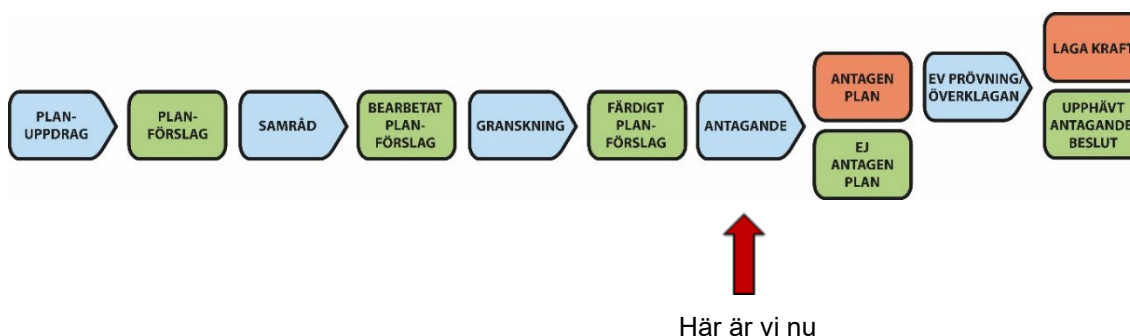 PLAN-
UPPDRAG
PLAN-
FÖRSLAG
SAMRÅD
BEARBETAT
PLAN-
FÖRSLAG
GRANSKNING
FÄRDIGT
PLAN-
FÖRSLAG
ANTAGANDE
ANTAGEN
PLAN
EJ
ANTAGEN
PLAN
EV PRÖVNING/
ÖVERKLAGAN
LAGA KRAFT
UPPHÄVT
ANTAGANDE
BESLUT
Här är vi nu